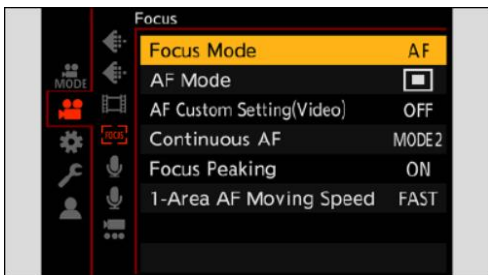 Focus
Focus Mode AF
MODE
AF Mode
AF Custom Setting(Video) OFF
FOCUS
Continuous AF MODE2
Focus Peaking ON
1-Area AF Moving Speed FAST